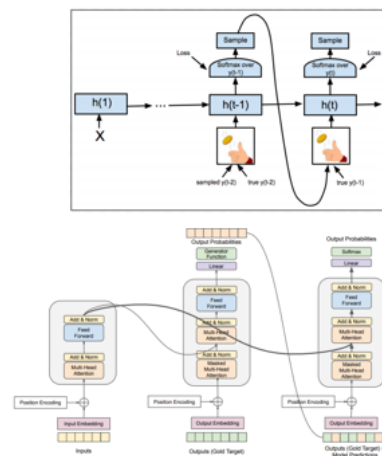 Sample
Sample
Loss
Softmax over y(t-1)
Loss
Softmax over y(t)
h(1)
...
h(t-1)
h(t)
X
sampled y(t-2)
true y(t-2)
true y(t-1)
Output Probabilities
Generator Function
Linear
Add & Norm
Feed Forward
Add & Norm
Multi-Head Attention
Add & Norm
Masked Multi-Head Attention
Output Probabilities
Softmax
Linear
Add & Norm
Feed Forward
Add & Norm
Multi-Head Attention
Add & Norm
Masked Multi-Head Attention
Add & Norm
Feed Forward
Add & Norm
Multi-Head Attention
Position Encoding
Position Encoding
Position Encoding
Input Embedding
Output Embedding
Output Embedding
Inputs
Outputs (Gold Target)
Outputs (Gold Target)
Model Predictions